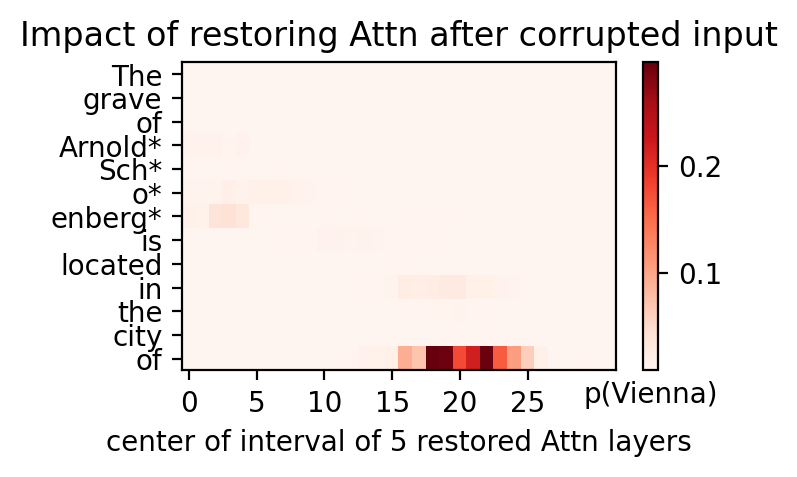 Impact of restoring Attn after corrupted input
The
grave
of
Arnold*
Sch*
o*
enberg*
is
located
in
the
city
of
0 5 10 15 20 25
center of interval of 5 restored Attn layers
0.2
0.1
p(Vienna)